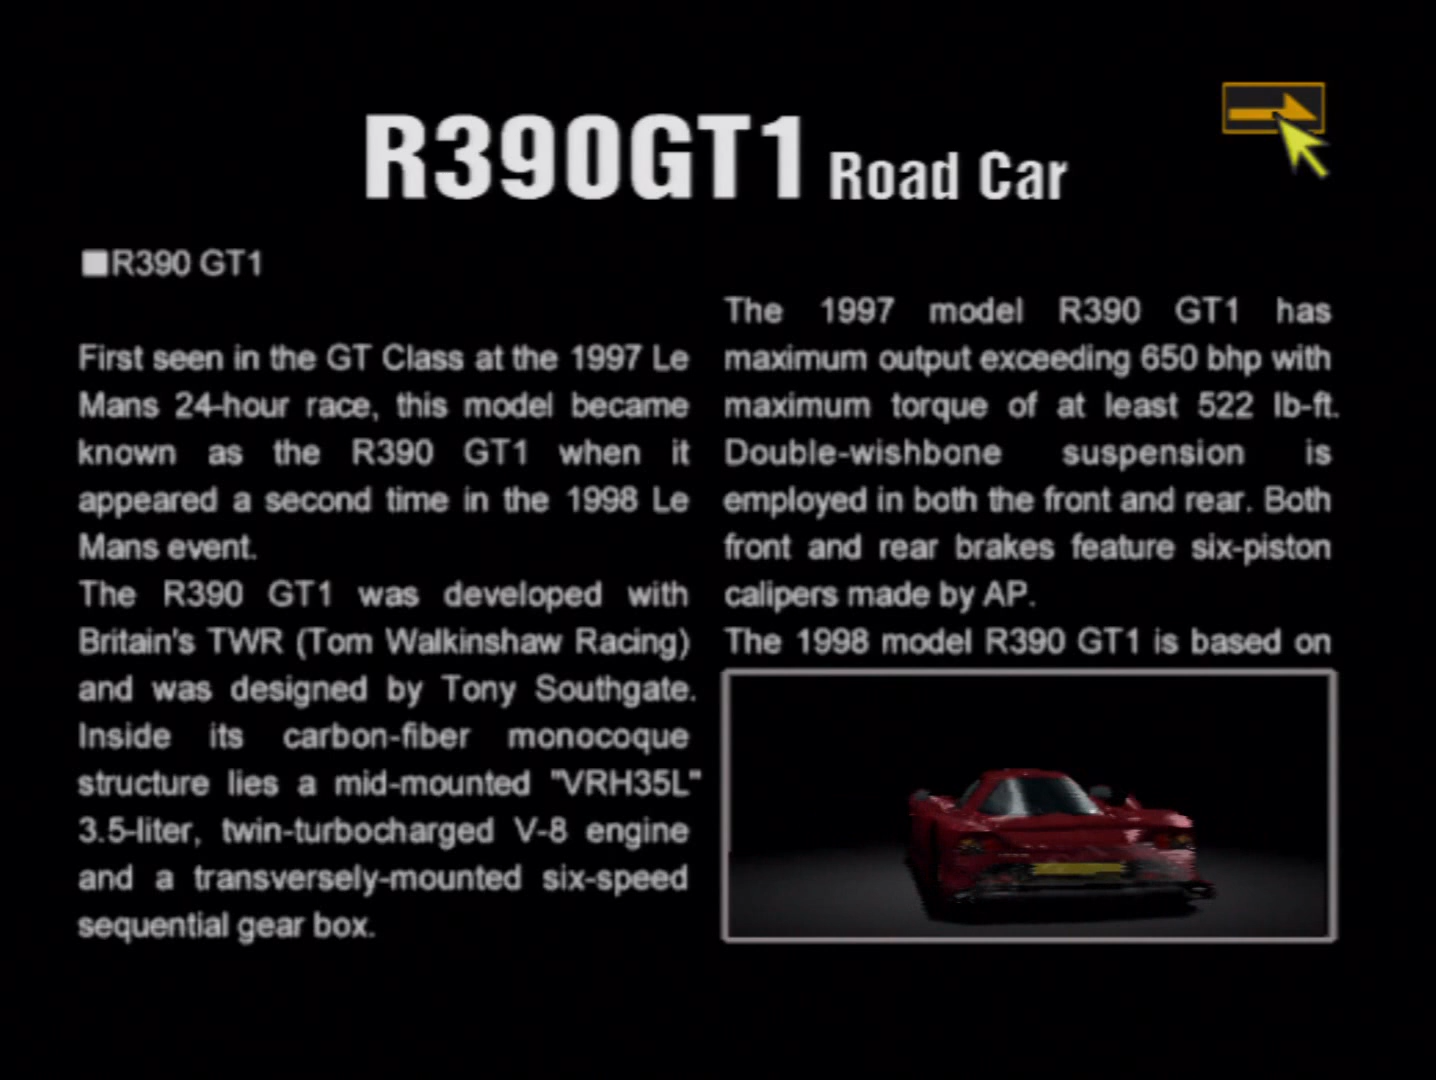 R390GT1 Road Car
■R390 GT1
First seen in the GT Class at the 1997 Le
Mans 24-hour race, this model became
known as the R390 GT1 when it
appeared a second time in the 1998 Le
Mans event.
The R390 GT1 was developed with
Britain's TWR (Tom Walkinshaw Racing)
and was designed by Tony Southgate.
Inside its carbon-fiber monocoque
structure lies a mid-mounted "VRH35L"
3.5-liter, twin-turbocharged V-8 engine
and a transversely-mounted six-speed
sequential gear box.
The 1997 model R390 GT1 has
maximum output exceeding 650 bhp with
maximum torque of at least 522 lb-ft.
Double-wishbone suspension is
employed in both the front and rear. Both
front and rear brakes feature six-piston
calipers made by AP.
The 1998 model R390 GT1 is based on